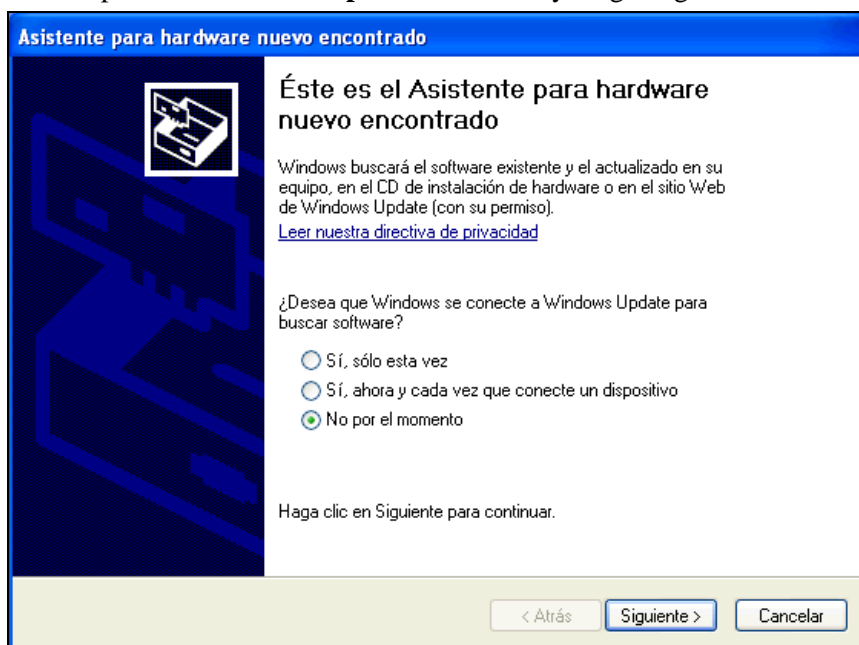 Asistente para hardware nuevo encontrado
Éste es el Asistente para hardware
nuevo encontrado
Windows buscará el software existente y el actualizado en su
equipo, en el CD de instalación de hardware o en el sitio Web
de Windows Update (con su permiso).
Leer nuestra directiva de privacidad
¿Desea que Windows se conecte a Windows Update para
buscar software?
Sí, sólo esta vez
Sí, ahora y cada vez que conecte un dispositivo
No por el momento
Haga clic en Siguiente para continuar.
< Atrás
Siguiente >
Cancelar